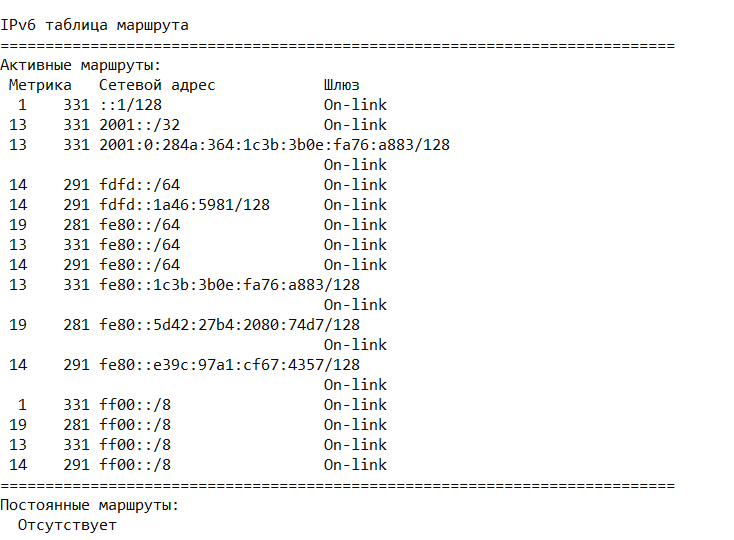 IPv6 таблица маршрута
===========================================================================
Активные маршруты:
 Метрика   Сетевой адрес            Шлюз
  1    331 ::1/128                  On-link
 13    331 2001::/32                On-link
 13    331 2001:0:284a:364:1c3b:3b0e:fa76:a883/128
                                    On-link
 14    291 fdfd::/64                On-link
 14    291 fdfd::1a46:5981/128      On-link
 19    281 fe80::/64                On-link
 13    331 fe80::/64                On-link
 14    291 fe80::/64                On-link
 13    331 fe80::1c3b:3b0e:fa76:a883/128
                                    On-link
 19    281 fe80::5d42:27b4:2080:74d7/128
                                    On-link
 14    291 fe80::e39c:97a1:cf67:4357/128
                                    On-link
  1    331 ff00::/8                 On-link
 19    281 ff00::/8                 On-link
 13    331 ff00::/8                 On-link
 14    291 ff00::/8                 On-link
===========================================================================
Постоянные маршруты:
  Отсутствует